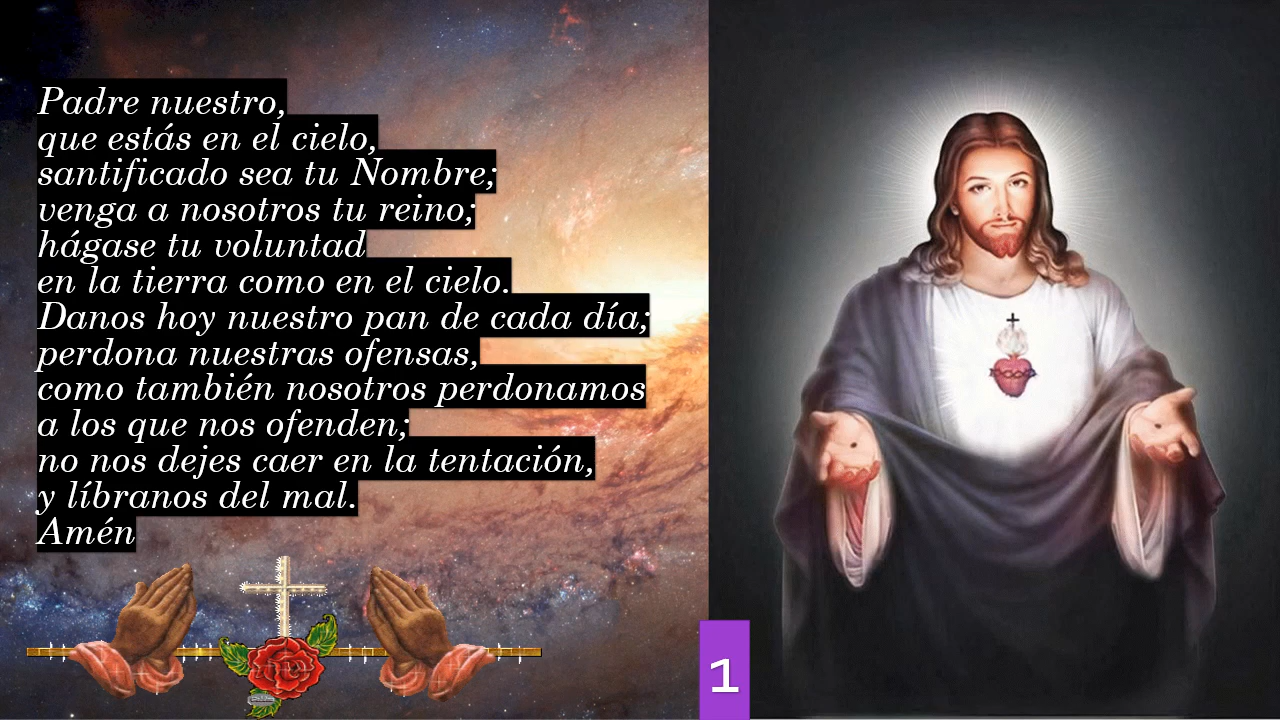 Padre nuestro,
que estás en el cielo,
santificado sea tu Nombre;
venga a nosotros tu reino;
hágase tu voluntad
en la tierra como en el cielo.
Danos hoy nuestro pan de cada día;
perdona nuestras ofensas,
como también nosotros perdonamos
a los que nos ofenden;
no nos dejes caer en la tentación,
y líbranos del mal.
Amén
1